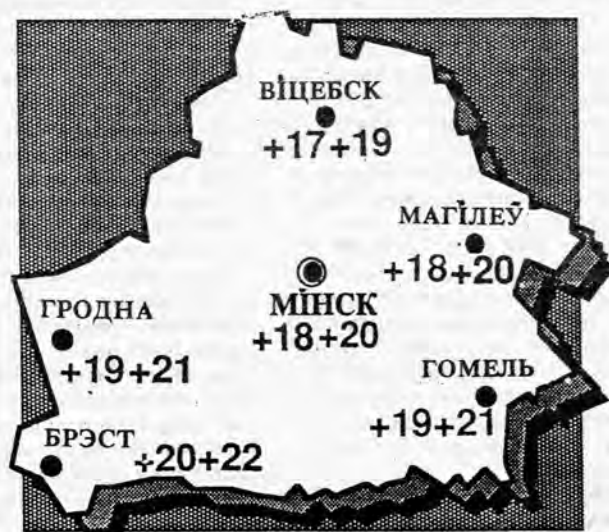 ВІЦЕБСК
+17+19
МАГІЛЕЎ
+18+20
МІНСК
+18+20
ГРОДНА
+19+21
ГОМЕЛЬ
+19+21
БРЭСТ +20+22